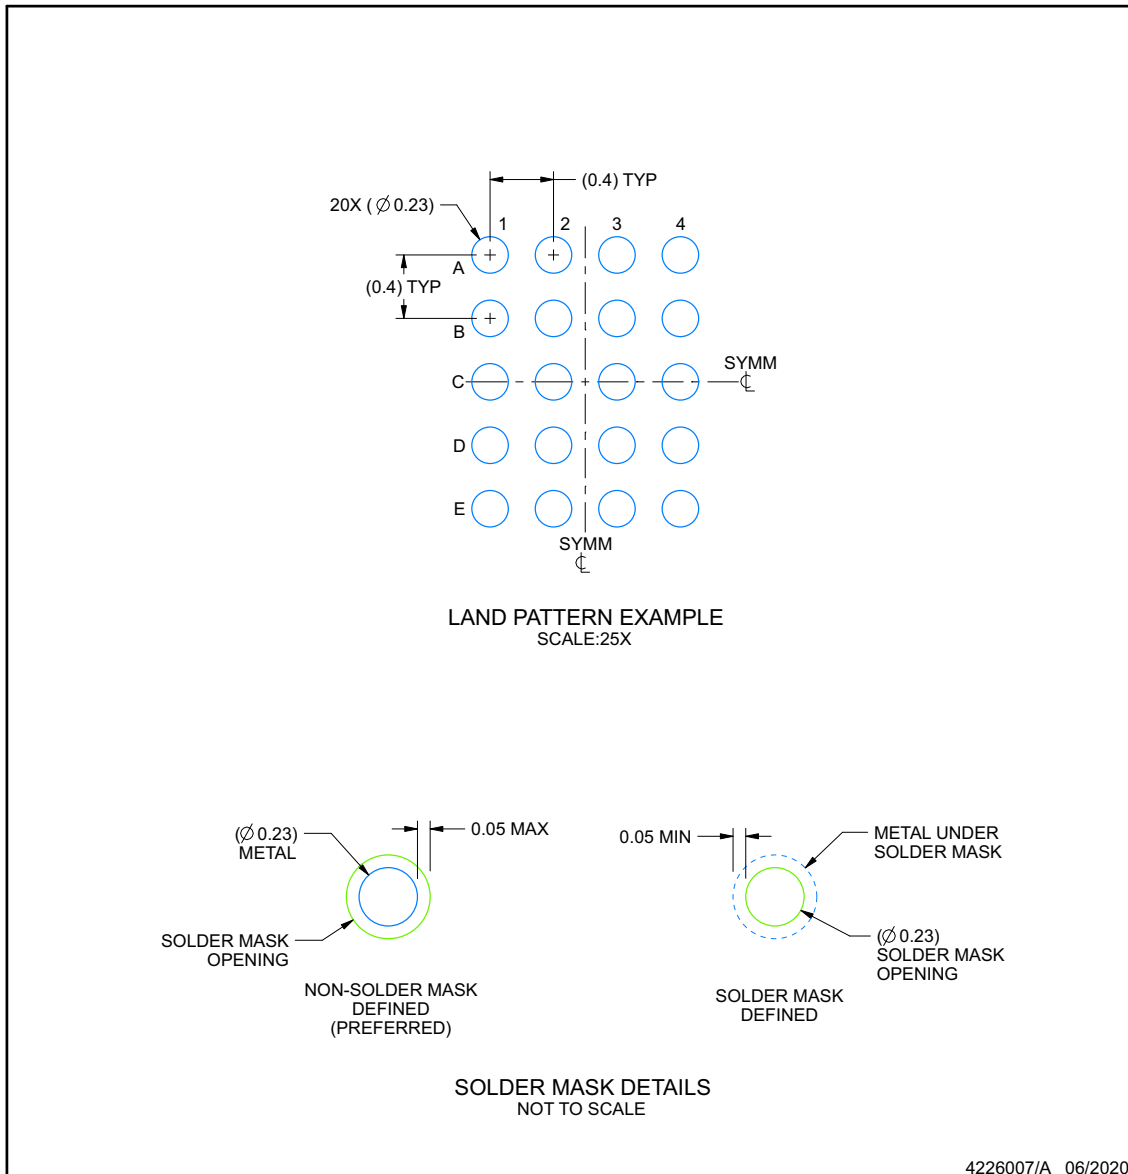 (0.4) TYP
20X (∅ 0.23)
1 2 3 4
A
(0.4) TYP
B
SYMM
C
D
E
SYMM
LAND PATTERN EXAMPLE
SCALE:25X
(∅ 0.23)
METAL
0.05 MAX
SOLDER MASK
OPENING
NON-SOLDER MASK
DEFINED
(PREFERRED)
0.05 MIN
METAL UNDER
SOLDER MASK
(∅ 0.23)
SOLDER MASK
OPENING
SOLDER MASK
DEFINED
SOLDER MASK DETAILS
NOT TO SCALE
4226007/A 06/2020